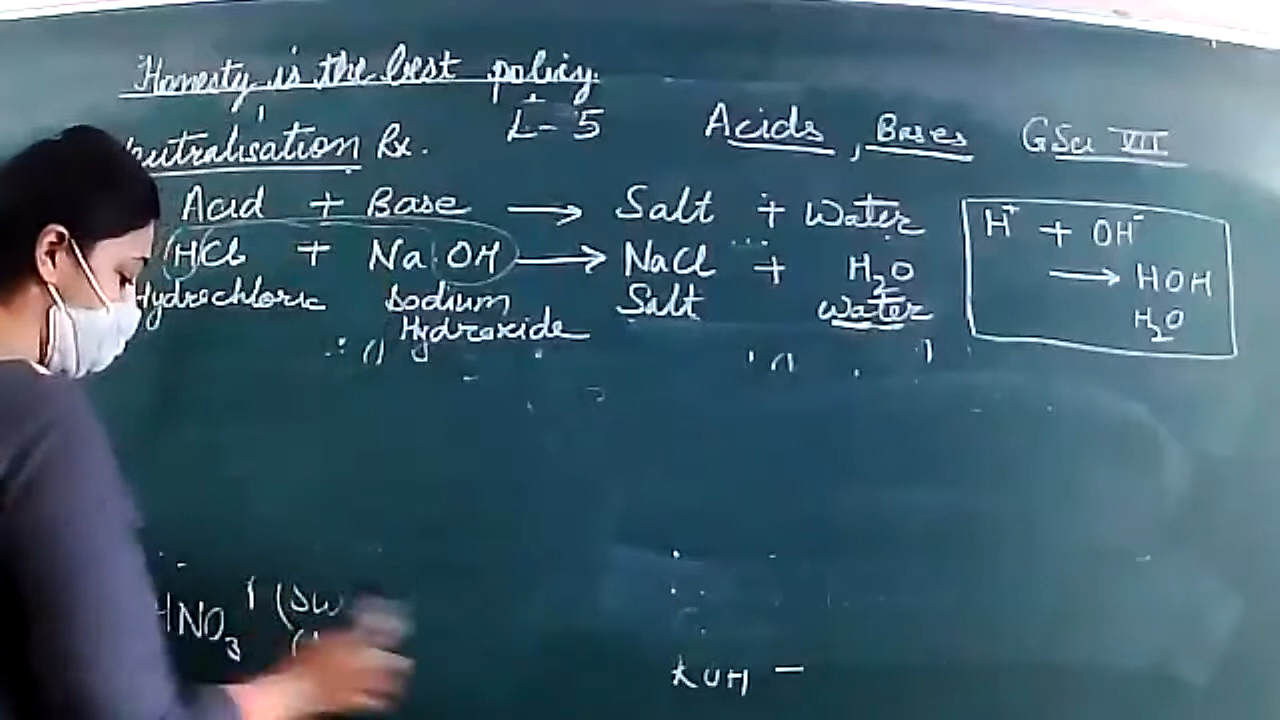 Honesty is the best policy.
L-5 Acids, Bases GSci VII
Neutralisation Rx.
Acid + Base → Salt + Water
HCl + NaOH → NaCl + H₂O
Hydrochloric Sodium Hydroxide Salt Water
H⁺ + OH⁻
→ HOH
H₂O
HNO₃
KOH –